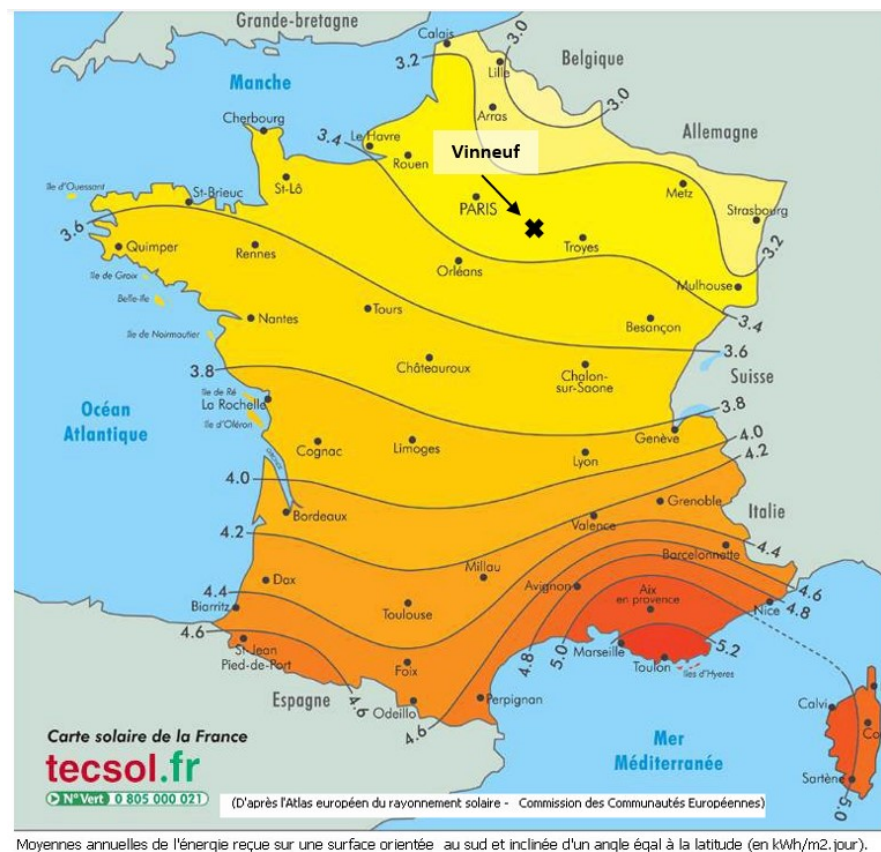 Grande-bretagne
Calais
3.0
Belgique
3.2
Lille
Manche
Arras
3.0
Cherbourg
Allemagne
3.4
Le Havre
Vinneuf
Rouen
Ile d'Ouessant
St-Brieuc
St-Lô
Metz
PARIS
Strasbourg
3.6
Troyes
Quimper
Rennes
Orléans
3.2
Ile de Groix
Belle-Ile
Mulhouse
Tours
3.4
Nantes
Besançon
Ile de Noirmoutier
3.6
Châteauroux
3.8
Chalon-
sur-Saone
Suisse
Ile de Ré
La Rochelle
Océan
Atlantique
3.8
Ile d'Oléron
Genève
4.0
Cognac
Limoges
Lyon
4.2
4.0
Grenoble
Bordeaux
Italie
Valence
4.2
4.4
Barcelonnette
Millau
Dax
Avignon
4.4
Aix
en provence
4.6
Biarritz
Toulouse
Nice
4.8
4.6
St Jean
Pied-de-Port
4.8
5.0
Marseille
5.2
Foix
Toulon
Iles d'Hyeres
Espagne
4.6
Odeillo
Perpignan
4.6
Calvi
Carte solaire de la France
Mer
Méditerranée
Co
tecsol.fr
Sartène
N° Vert 0 805 000 021
(D'après l'Atlas européen du rayonnement solaire - Commission des Communautés Européennes)
5.0
Moyennes annuelles de l'énergie reçue sur une surface orientée au sud et inclinée d'un angle égal à la latitude (en kWh/m2.jour).